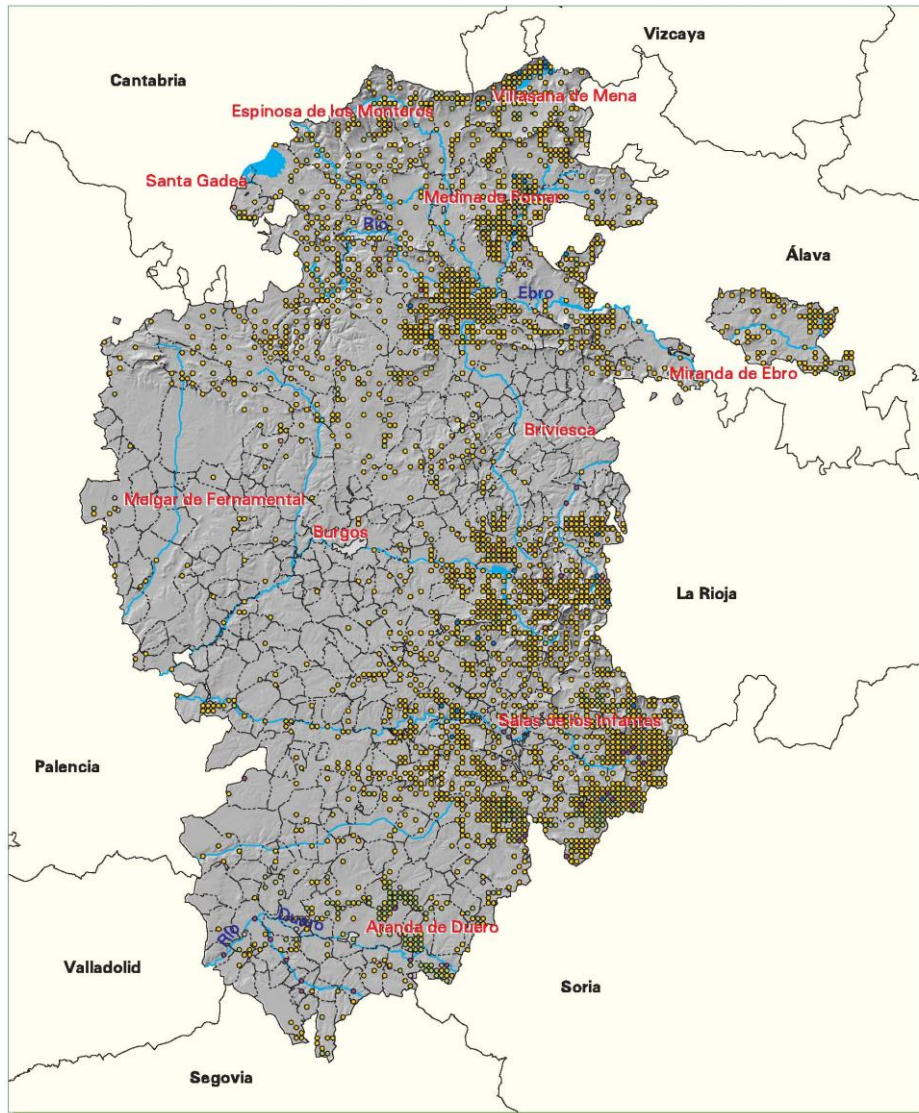 Vizcaya
Cantabria
Villasana de Mena
Espinosa de los Monteros
Santa Gadea
Medina de Pomar
Río
Álava
Ebro
Miranda de Ebro
Briviesca
Melgar de Fernamental
Burgos
La Rioja
Salas de los Infantes
Palencia
Duero
Aranda de Duero
Río
Valladolid
Soria
Segovia